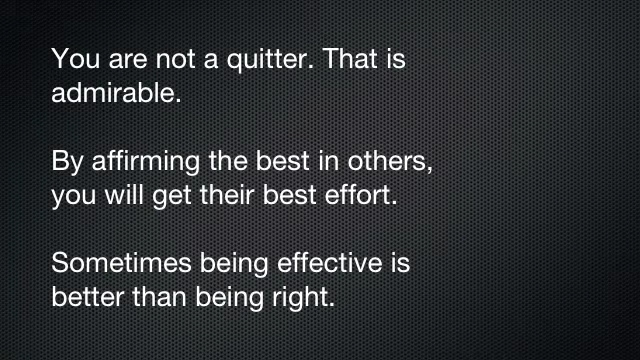 You are not a quitter. That is
admirable.
By affirming the best in others,
you will get their best effort.
Sometimes being effective is
better than being right.